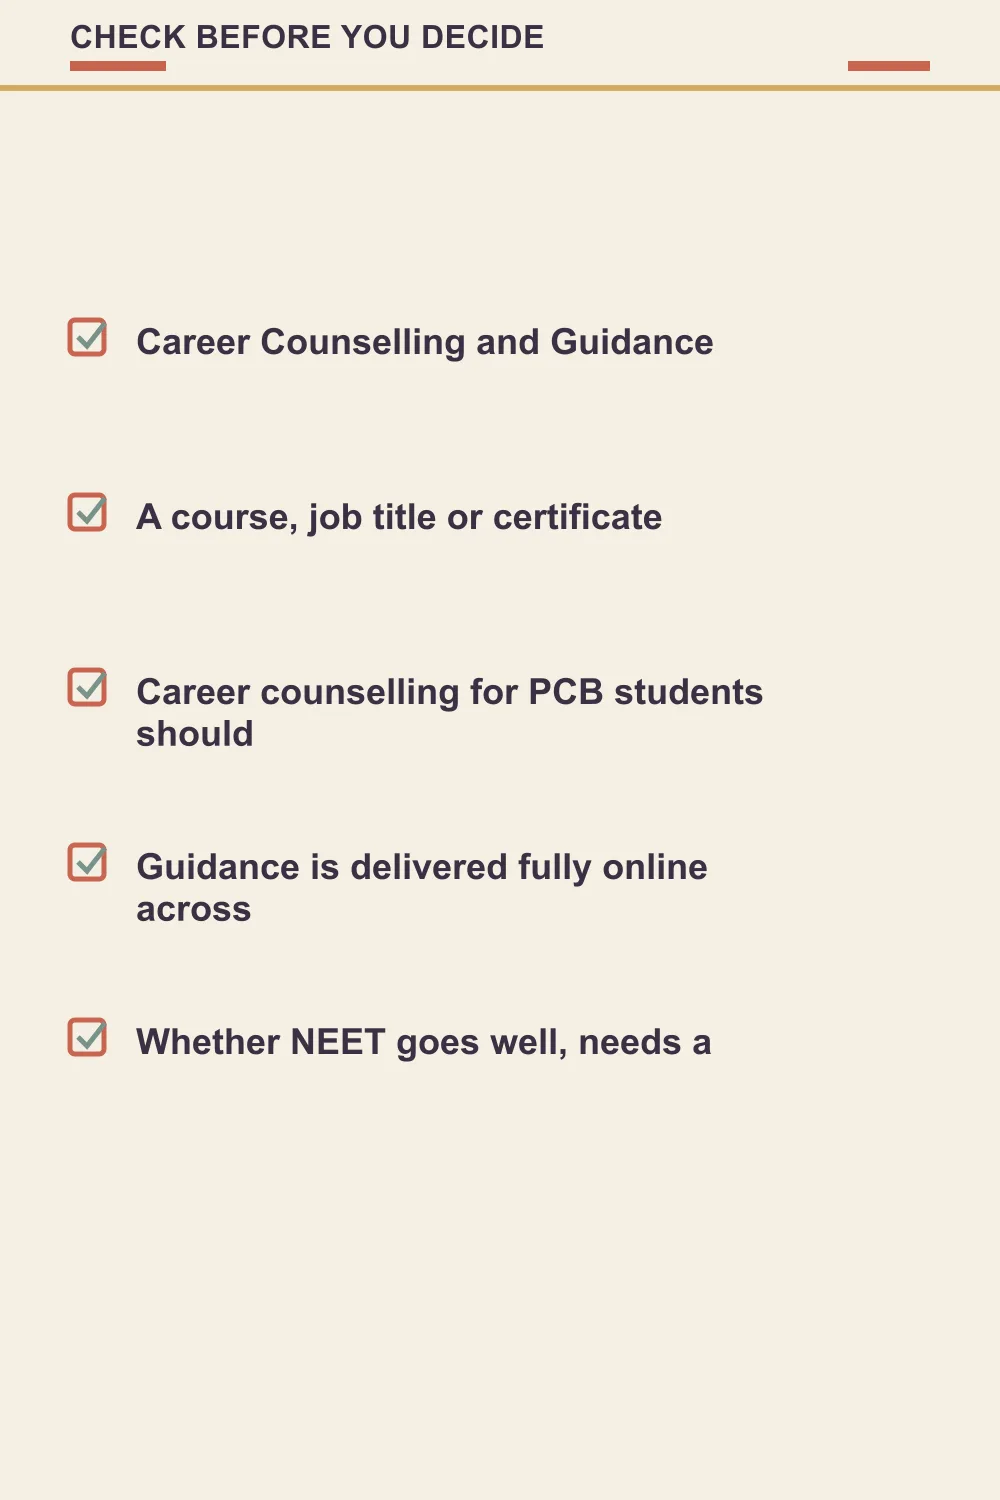 CHECK BEFORE YOU DECIDE
Career Counselling and Guidance
A course, job title or certificate
Career counselling for PCB students
should
Guidance is delivered fully online
across
Whether NEET goes well, needs a